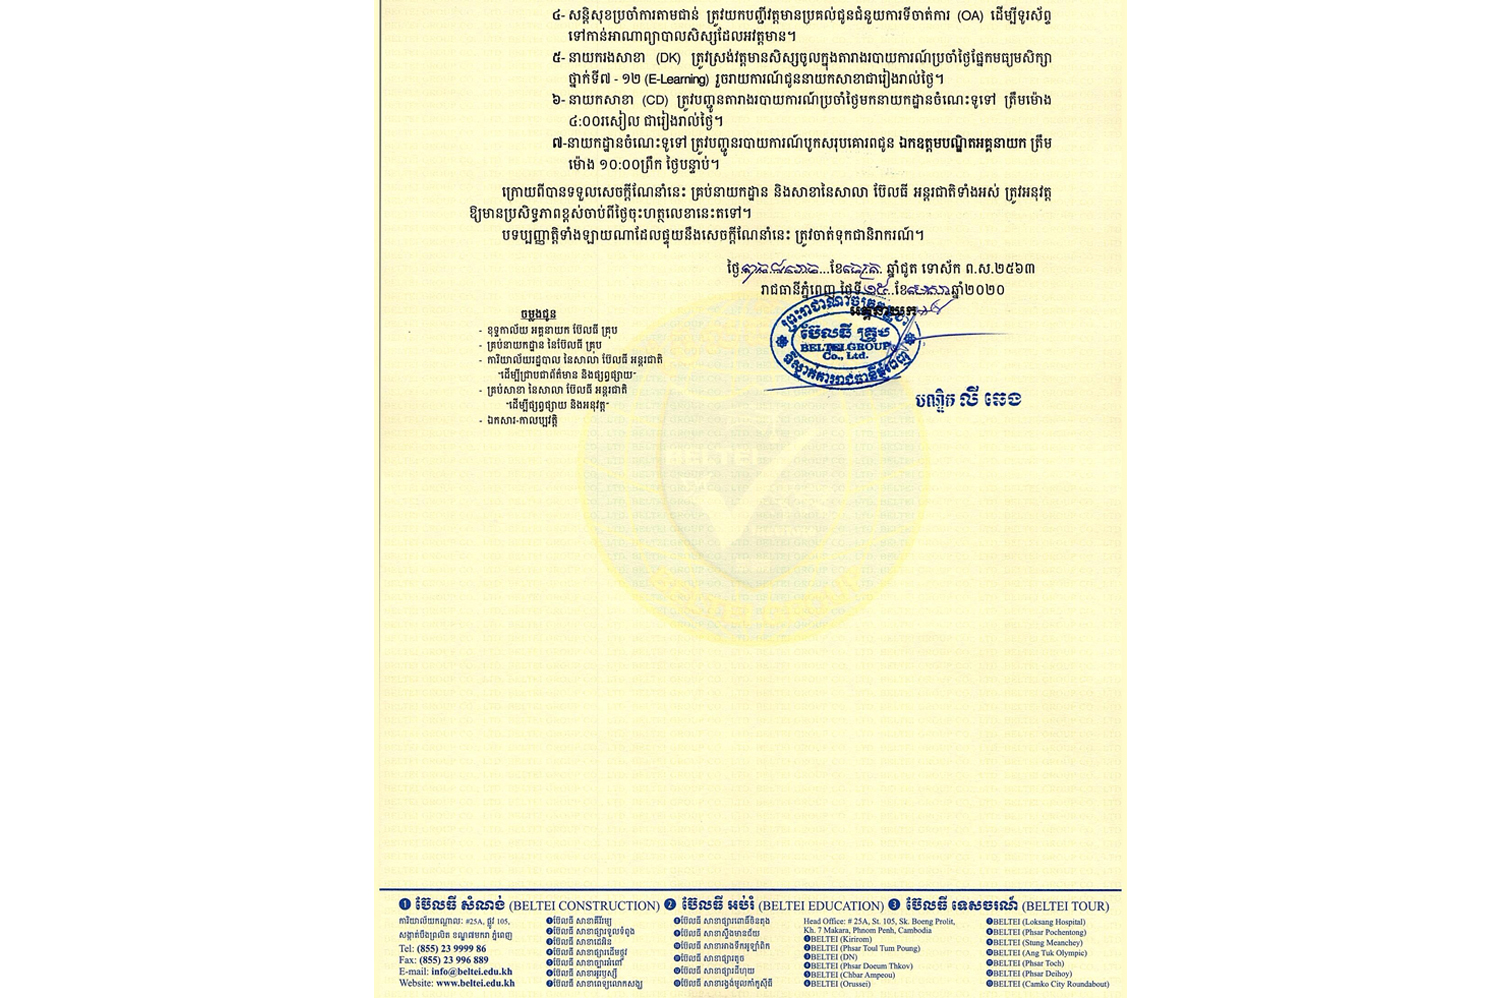 ៤- សន្តិសុខប្រចាំការតាមជាន់ ត្រូវយកបញ្ជីវត្តមានប្រគល់ជូនជំនួយការទីចាត់ការ (OA) ដើម្បីទូរស័ព្ទ
ទៅកាន់អាណាព្យាបាលសិស្សដែលអវត្តមាន។
៥- នាយករងសាខា (DK) ត្រូវស្រង់វត្តមានសិស្សចូលក្នុងតារាងរបាយការណ៍ប្រចាំថ្ងៃផ្នែកមធ្យមសិក្សា
ថ្នាក់ទី៧ - ១២ (E-Learning) រួចរាយការណ៍ជូននាយកសាខាជារៀងរាល់ថ្ងៃ។
៦- នាយកសាខា (CD) ត្រូវបញ្ជូនតារាងរបាយការណ៍ប្រចាំថ្ងៃមកនាយកដ្ឋានចំណេះទូទៅ ត្រឹមម៉ោង
៤:០០រសៀល ជារៀងរាល់ថ្ងៃ។
៧-នាយកដ្ឋានចំណេះទូទៅ ត្រូវបញ្ជូនរបាយការណ៍បូកសរុបគោរពជូន ឯកឧត្តមបណ្ឌិតអគ្គនាយក ត្រឹម
ម៉ោង ១០:០០ព្រឹក ថ្ងៃបន្ទាប់។
ក្រោយពីបានទទួលសេចក្តីណែនាំនេះ គ្រប់នាយកដ្ឋាន និងសាខានៃសាលា ប៊ែលធី អន្តរជាតិទាំងអស់ ត្រូវអនុវត្ត
ឱ្យមានប្រសិទ្ធភាពខ្ពស់ចាប់ពីថ្ងៃចុះហត្ថលេខានេះតទៅ។
បទប្បញ្ញាត្តិទាំងឡាយណាដែលផ្ទុយនឹងសេចក្តីណែនាំនេះ ត្រូវចាត់ទុកជានិរាករណ៍។
ថ្ងៃ ខែ ឆ្នាំជូត ទោស័ក ព.ស.២៥៦៣
រាជធានីភ្នំពេញ ថ្ងៃទី ១៥ ខែ ឆ្នាំ២០២០
អគ្គនាយក
ប៊ែលធី គ្រុប
BELTEI GROUP
Co., Ltd.
បណ្ឌិត លី ឆេង
ចម្លងជូន
- ខុទ្ទកាល័យ អគ្គនាយក ប៊ែលធី គ្រុប
- គ្រប់នាយកដ្ឋាន នៃប៊ែលធី គ្រុប
- ការិយាល័យរដ្ឋបាល នៃសាលា ប៊ែលធី អន្តរជាតិ
"ដើម្បីជ្រាបជាព័ត៌មាន និងផ្សព្វផ្សាយ"
- គ្រប់សាខា នៃសាលា ប៊ែលធី អន្តរជាតិ
"ដើម្បីផ្សព្វផ្សាយ និងអនុវត្ត"
- ឯកសារ-កាលប្បវត្តិ
❶ ប៊ែលធី សំណង់ (BELTEI CONSTRUCTION) ❷ ប៊ែលធី អប់រំ (BELTEI EDUCATION) ❸ ប៊ែលធី ទេសចរណ៍ (BELTEI TOUR)
ការិយាល័យកណ្តាល: #25A, ផ្លូវ 105,
សង្កាត់បឹងព្រលឹត ខណ្ឌ៧មករា ភ្នំពេញ
Tel: (855) 23 9999 86
Fax: (855) 23 996 889
E-mail: info@beltei.edu.kh
Website: www.beltei.edu.kh
❶ប៊ែលធី សាខាគីរីរម្យ
❷ប៊ែលធី សាខាផ្សារទួលទំពូង
❸ប៊ែលធី សាខាដេអិន
❹ប៊ែលធី សាខាផ្សារដើមថ្កូវ
❺ប៊ែលធី សាខាច្បារអំពៅ
❻ប៊ែលធី សាខាអូរឫស្សី
❼ប៊ែលធី សាខាពេទ្យលោកសង្ឃ
❽ប៊ែលធី សាខាផ្សារពោធិ៍ចិនតុង
❾ប៊ែលធី សាខាស្ទឹងមានជ័យ
❿ប៊ែលធី សាខាអាងទឹកអូឡាំពិក
⓫ប៊ែលធី សាខាផ្សារតូច
⓬ប៊ែលធី សាខាផ្សារដីហុយ
⓭ប៊ែលធី សាខារង្វង់មូលកាំកូស៊ីធី
Head Office: # 25A, St. 105, Sk. Boeng Prolit,
Kh. 7 Makara, Phnom Penh, Cambodia
❶BELTEI (Kirirom)
❷BELTEI (Phsar Toul Tum Poung)
❸BELTEI (DN)
❹BELTEI (Phsar Doeum Thkov)
❺BELTEI (Chbar Ampeou)
❻BELTEI (Orussei)
❼BELTEI (Loksang Hospital)
❽BELTEI (Phsar Pochentong)
❾BELTEI (Stung Meanchey)
❿BELTEI (Ang Tuk Olympic)
⓫BELTEI (Phsar Toch)
⓬BELTEI (Phsar Deihoy)
⓭BELTEI (Camko City Roundabout)